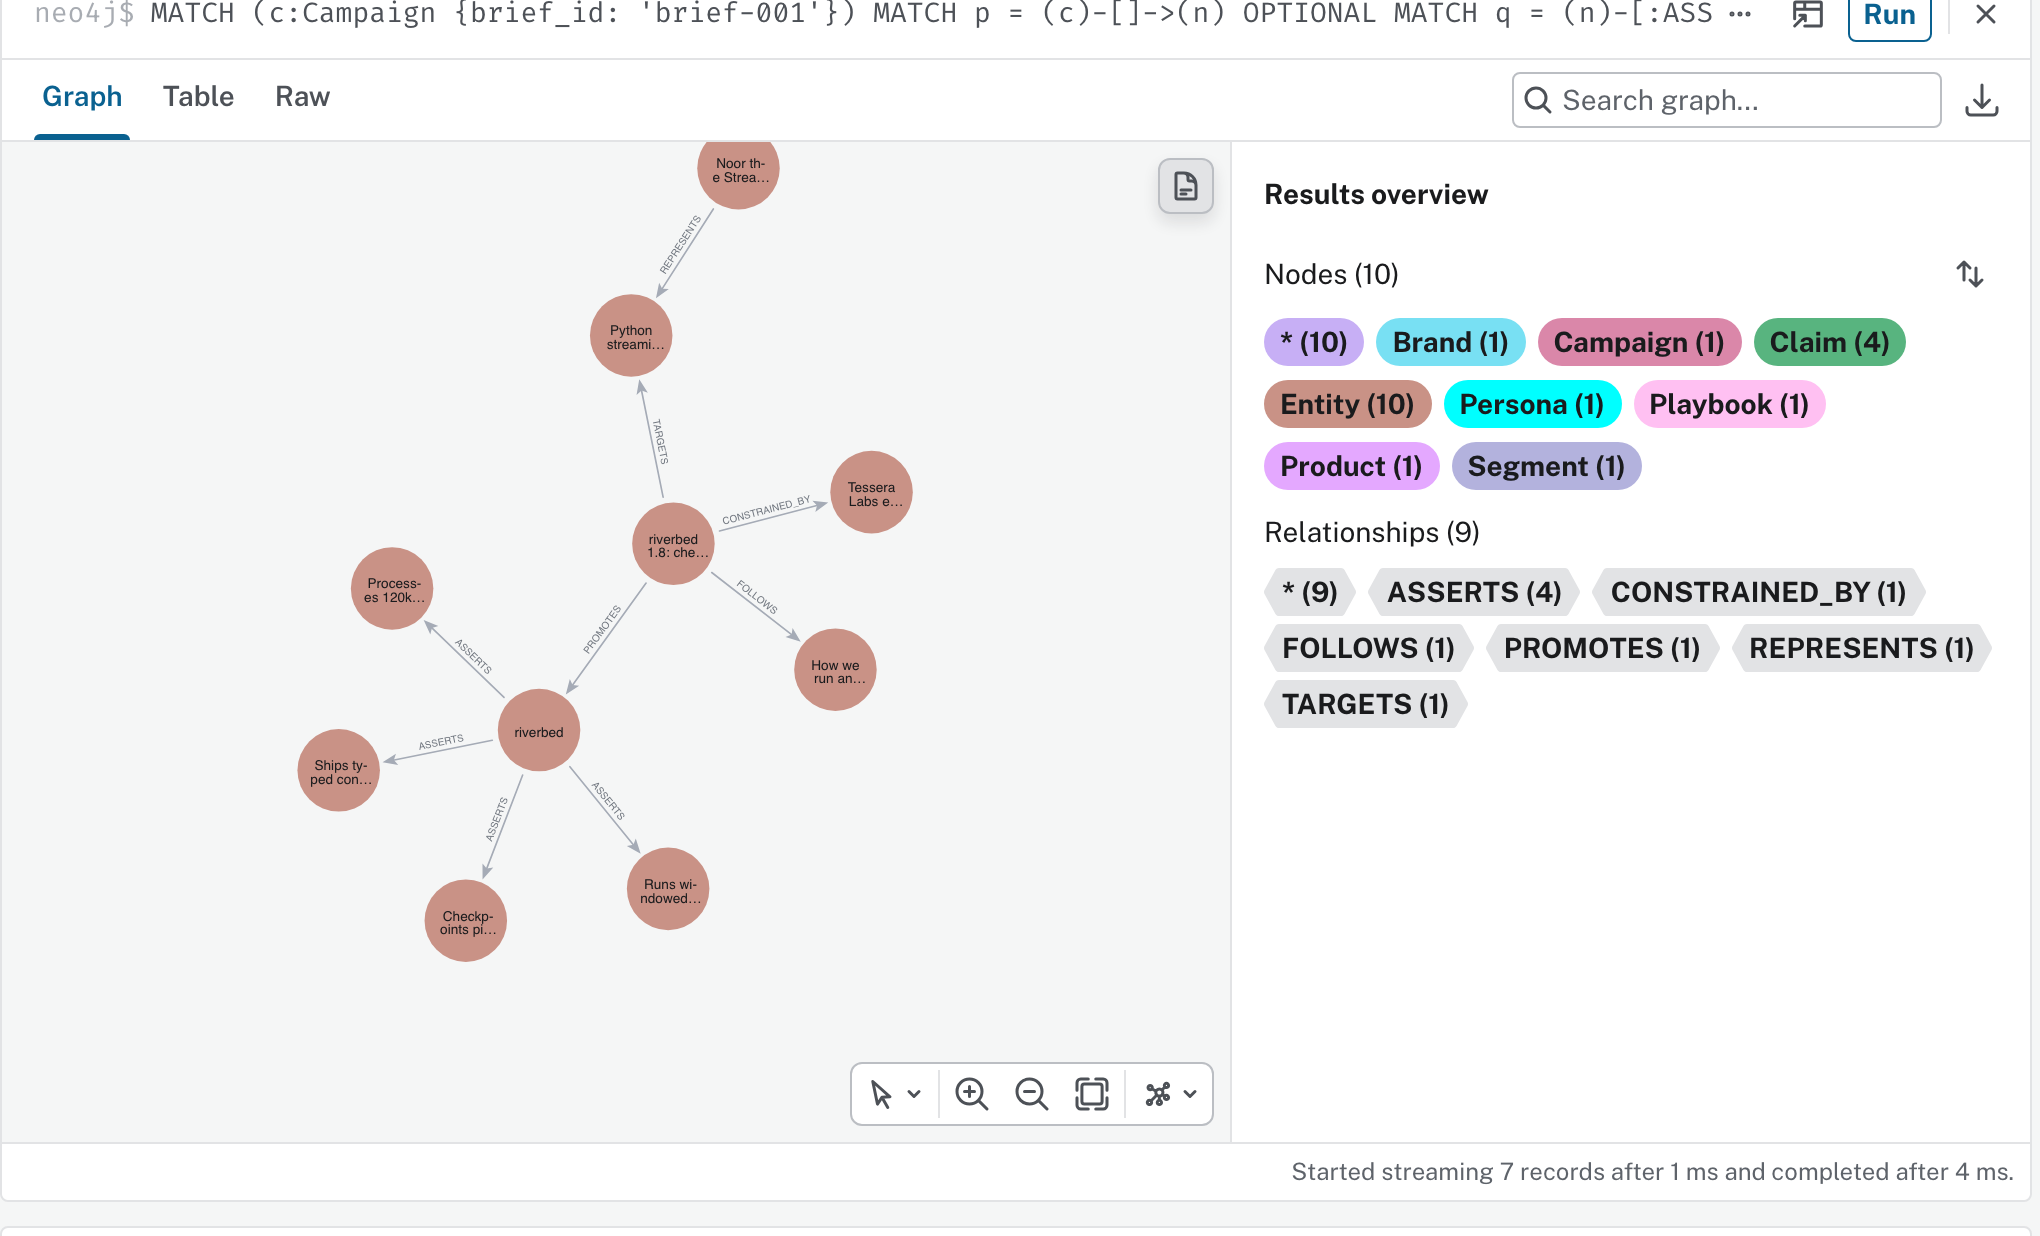 neo4j$ MATCH (c:Campaign {brief_id: 'brief-001'}) MATCH p = (c)-[]->(n) OPTIONAL MATCH q = (n)-[:ASS ···
Run
Graph Table Raw
Search graph...
Noor th-
e Strea...
REPRESENTS
Python
streami...
TARGETS
Tessera
Labs e...
CONSTRAINED_BY
riverbed
1.8: che...
FOLLOWS
Process-
es 120k...
PROMOTES
ASSERTS
How we
run an...
riverbed
ASSERTS
Ships ty-
ped con...
ASSERTS
ASSERTS
Runs wi-
ndowed...
Checkp-
oints pi...
Results overview
Nodes (10)
* (10) Brand (1) Campaign (1) Claim (4)
Entity (10) Persona (1) Playbook (1)
Product (1) Segment (1)
Relationships (9)
* (9) ASSERTS (4) CONSTRAINED_BY (1)
FOLLOWS (1) PROMOTES (1) REPRESENTS (1)
TARGETS (1)
Started streaming 7 records after 1 ms and completed after 4 ms.